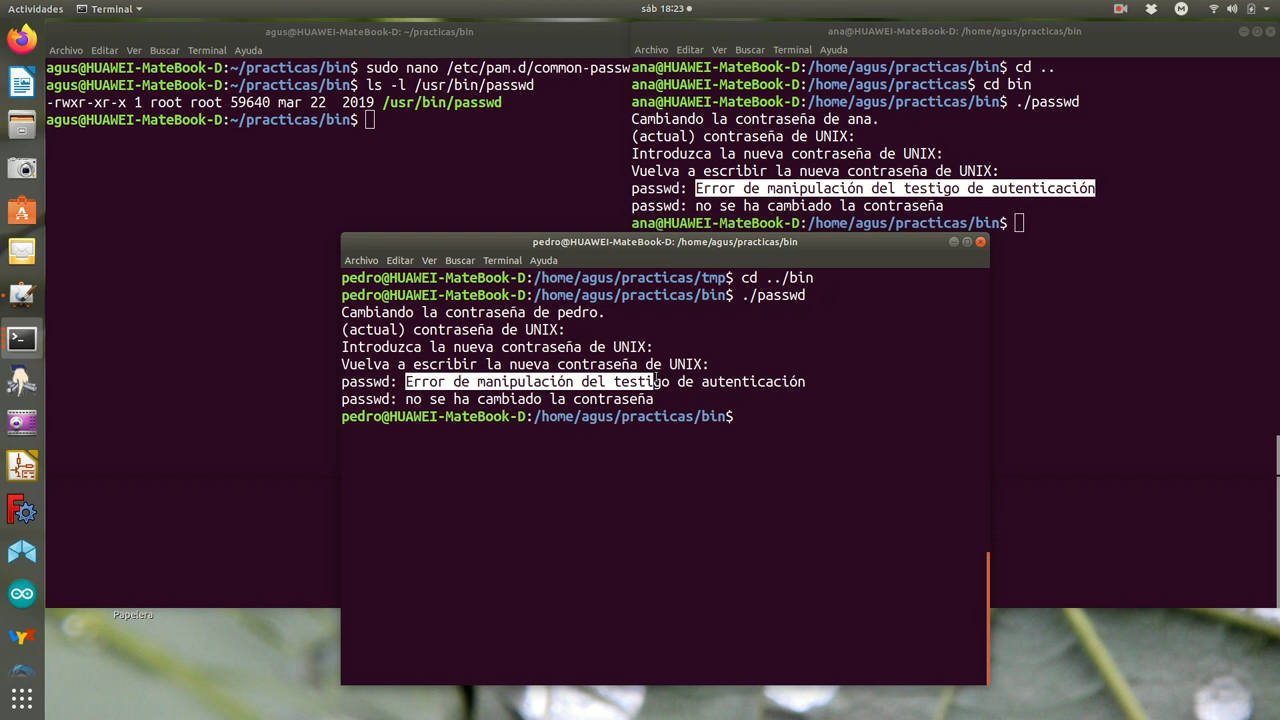 Actividades
Terminal
sáb 18:23
agus@HUAWEI-MateBook-D: ~/practicas/bin
Archivo Editar Ver Buscar Terminal Ayuda
agus@HUAWEI-MateBook-D:~/practicas/bin$ sudo nano /etc/pam.d/common-passw
agus@HUAWEI-MateBook-D:~/practicas/bin$ ls -l /usr/bin/passwd
-rwxr-xr-x 1 root root 59640 mar 22  2019 /usr/bin/passwd
agus@HUAWEI-MateBook-D:~/practicas/bin$
ana@HUAWEI-MateBook-D: /home/agus/practicas/bin
Archivo Editar Ver Buscar Terminal Ayuda
ana@HUAWEI-MateBook-D:/home/agus/practicas/bin$ cd ..
ana@HUAWEI-MateBook-D:/home/agus/practicas$ cd bin
ana@HUAWEI-MateBook-D:/home/agus/practicas/bin$ ./passwd
Cambiando la contraseña de ana.
(actual) contraseña de UNIX:
Introduzca la nueva contraseña de UNIX:
Vuelva a escribir la nueva contraseña de UNIX:
passwd: Error de manipulación del testigo de autenticación
passwd: no se ha cambiado la contraseña
ana@HUAWEI-MateBook-D:/home/agus/practicas/bin$
pedro@HUAWEI-MateBook-D: /home/agus/practicas/bin
Archivo Editar Ver Buscar Terminal Ayuda
pedro@HUAWEI-MateBook-D:/home/agus/practicas/tmp$ cd ../bin
pedro@HUAWEI-MateBook-D:/home/agus/practicas/bin$ ./passwd
Cambiando la contraseña de pedro.
(actual) contraseña de UNIX:
Introduzca la nueva contraseña de UNIX:
Vuelva a escribir la nueva contraseña de UNIX:
passwd: Error de manipulación del testigo de autenticación
passwd: no se ha cambiado la contraseña
pedro@HUAWEI-MateBook-D:/home/agus/practicas/bin$
Papelera